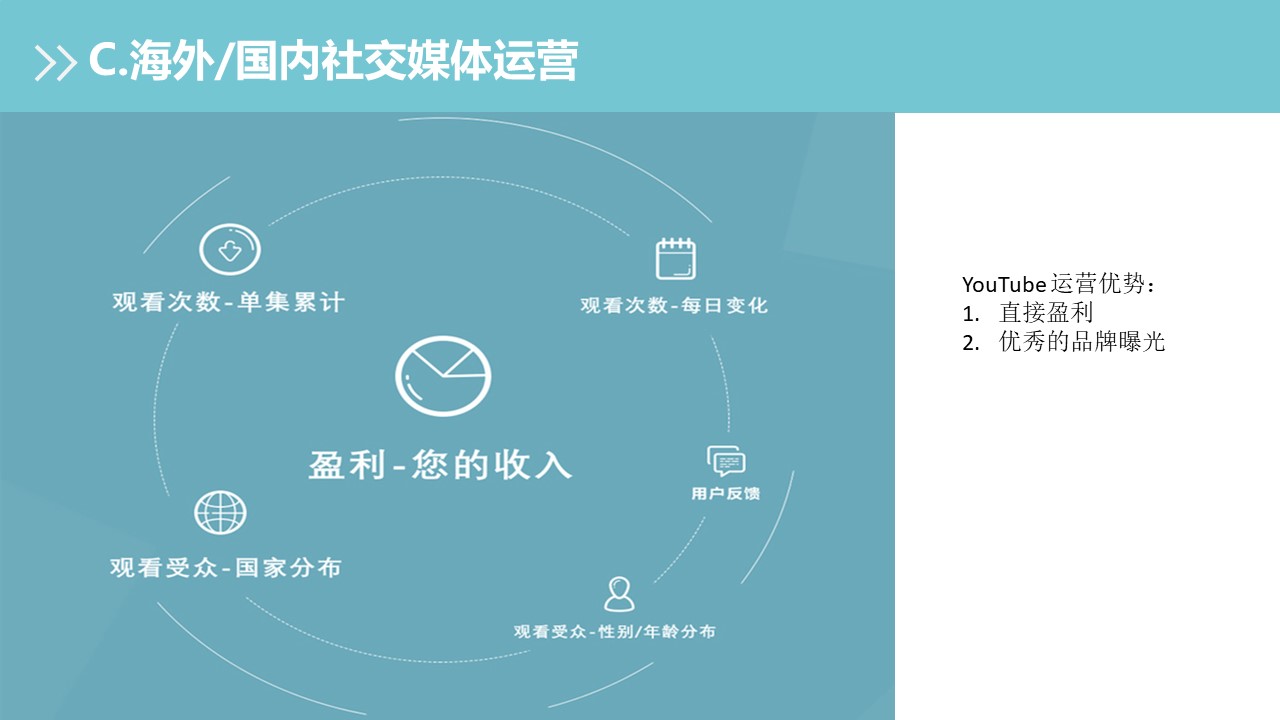 C.海外/国内社交媒体运营
观看次数-单集累计
观看次数-每日变化
盈利-您的收入
用户反馈
观看受众-国家分布
观看受众-性别/年龄分布
YouTube运营优势：
1. 直接盈利
2. 优秀的品牌曝光